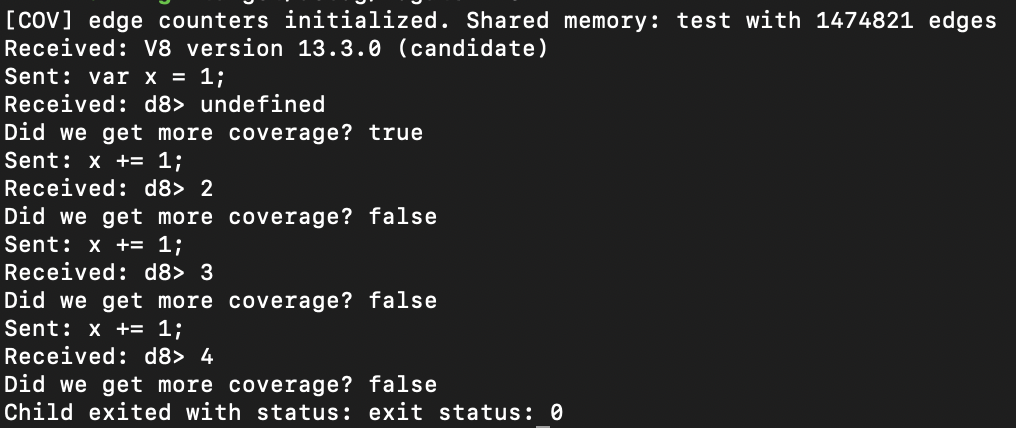 [COV] edge counters initialized. Shared memory: test with 1474821 edges
Received: V8 version 13.3.0 (candidate)
Sent: var x = 1;
Received: d8> undefined
Did we get more coverage? true
Sent: x += 1;
Received: d8> 2
Did we get more coverage? false
Sent: x += 1;
Received: d8> 3
Did we get more coverage? false
Sent: x += 1;
Received: d8> 4
Did we get more coverage? false
Child exited with status: exit status: 0